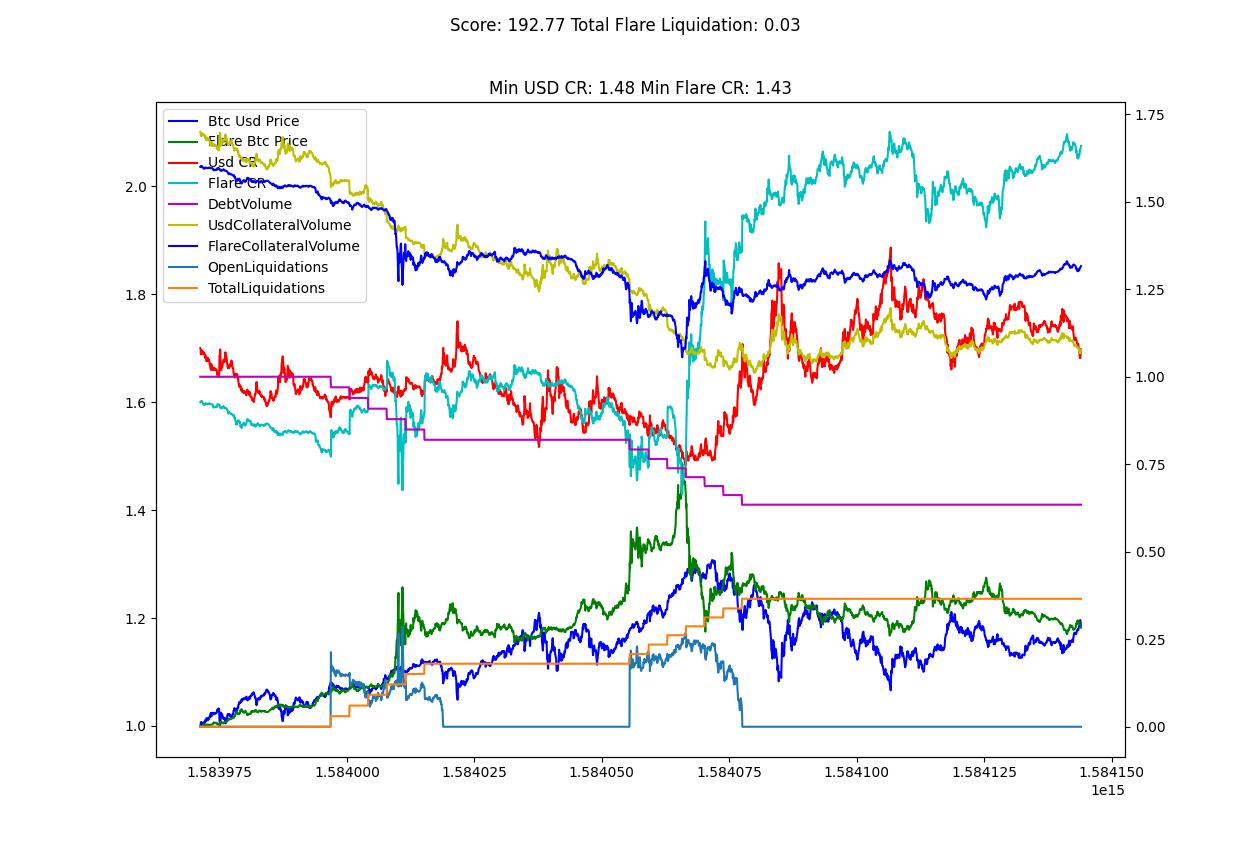 Score: 192.77 Total Flare Liquidation: 0.03
Min USD CR: 1.48 Min Flare CR: 1.43
Btc Usd Price
Flare Btc Price
Usd CR
Flare CR
DebtVolume
UsdCollateralVolume
FlareCollateralVolume
OpenLiquidations
TotalLiquidations
2.0
1.8
1.6
1.4
1.2
1.0
1.75
1.50
1.25
1.00
0.75
0.50
0.25
0.00
1.583975 1.584000 1.584025 1.584050 1.584075 1.584100 1.584125 1.584150
1e15